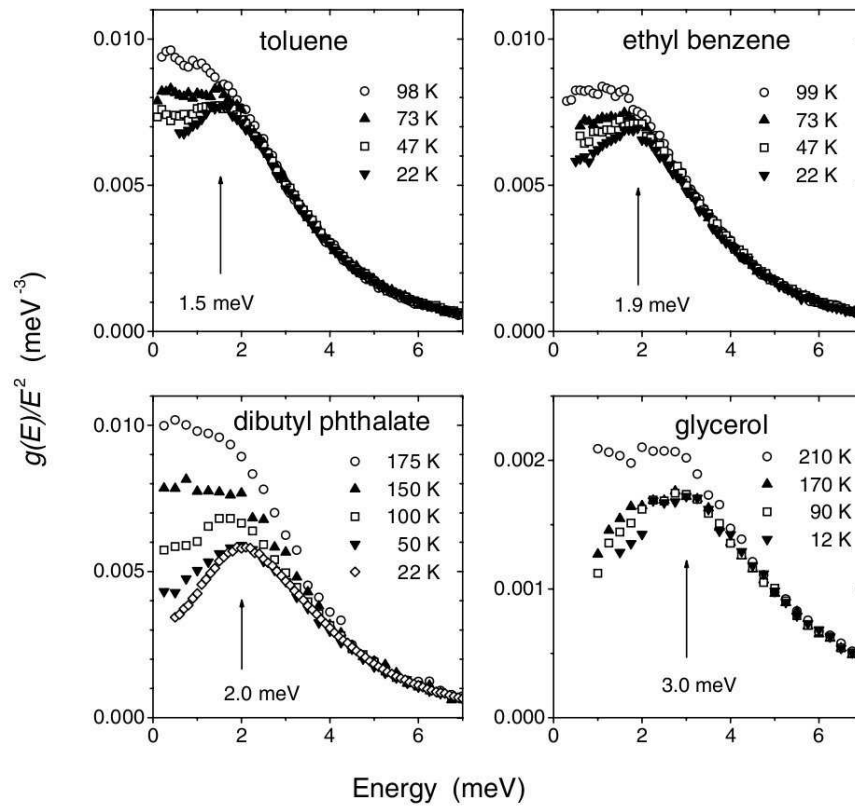 toluene
98 K
73 K
47 K
22 K
1.5 meV
0.010
0.005
0.000
0 2 4 6
ethyl benzene
99 K
73 K
47 K
22 K
1.9 meV
0.010
0.005
0.000
0 2 4 6
g(E)/E² (meV⁻³)
dibutyl phthalate
175 K
150 K
100 K
50 K
22 K
2.0 meV
0.010
0.005
0.000
0 2 4 6
glycerol
210 K
170 K
90 K
12 K
3.0 meV
0.002
0.001
0.000
0 2 4 6
Energy (meV)